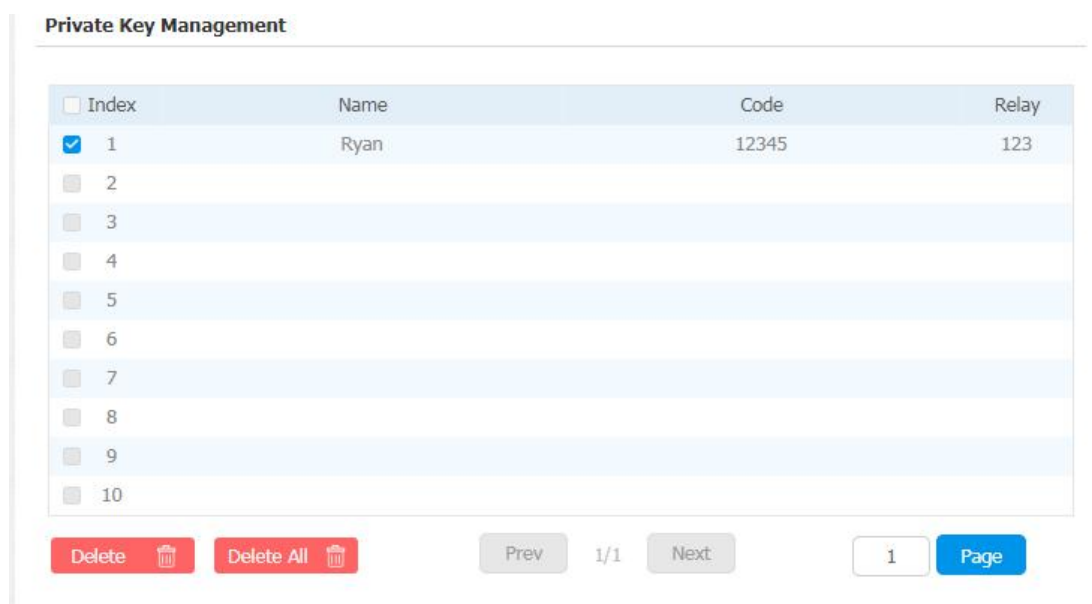 Private Key Management
Index Name Code Relay
1 Ryan 12345 123
2
3
4
5
6
7
8
9
10
Delete Delete All Prev 1/1 Next 1 Page